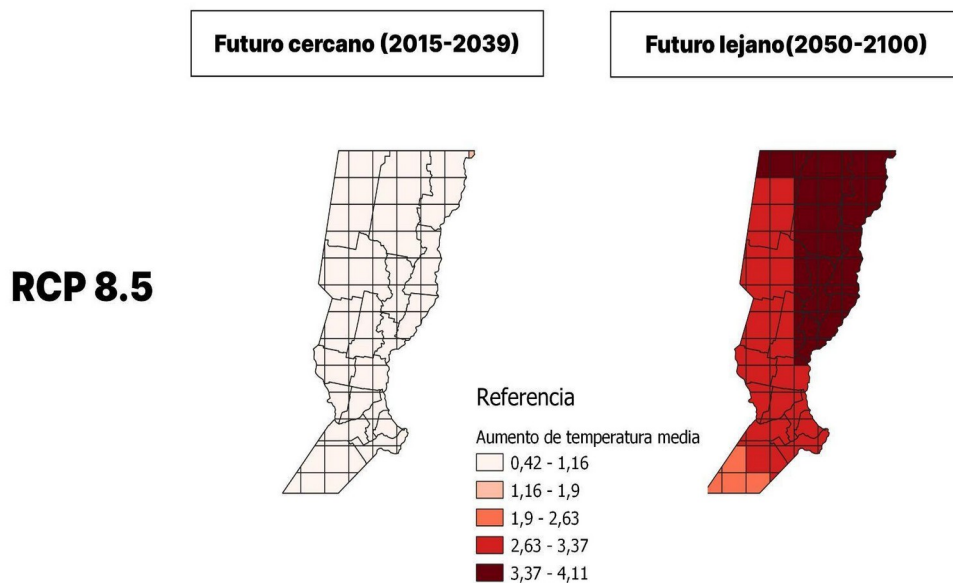 Futuro cercano (2015-2039)
Futuro lejano(2050-2100)
RCP 8.5
Referencia
Aumento de temperatura media
0,42 - 1,16
1,16 - 1,9
1,9 - 2,63
2,63 - 3,37
3,37 - 4,11